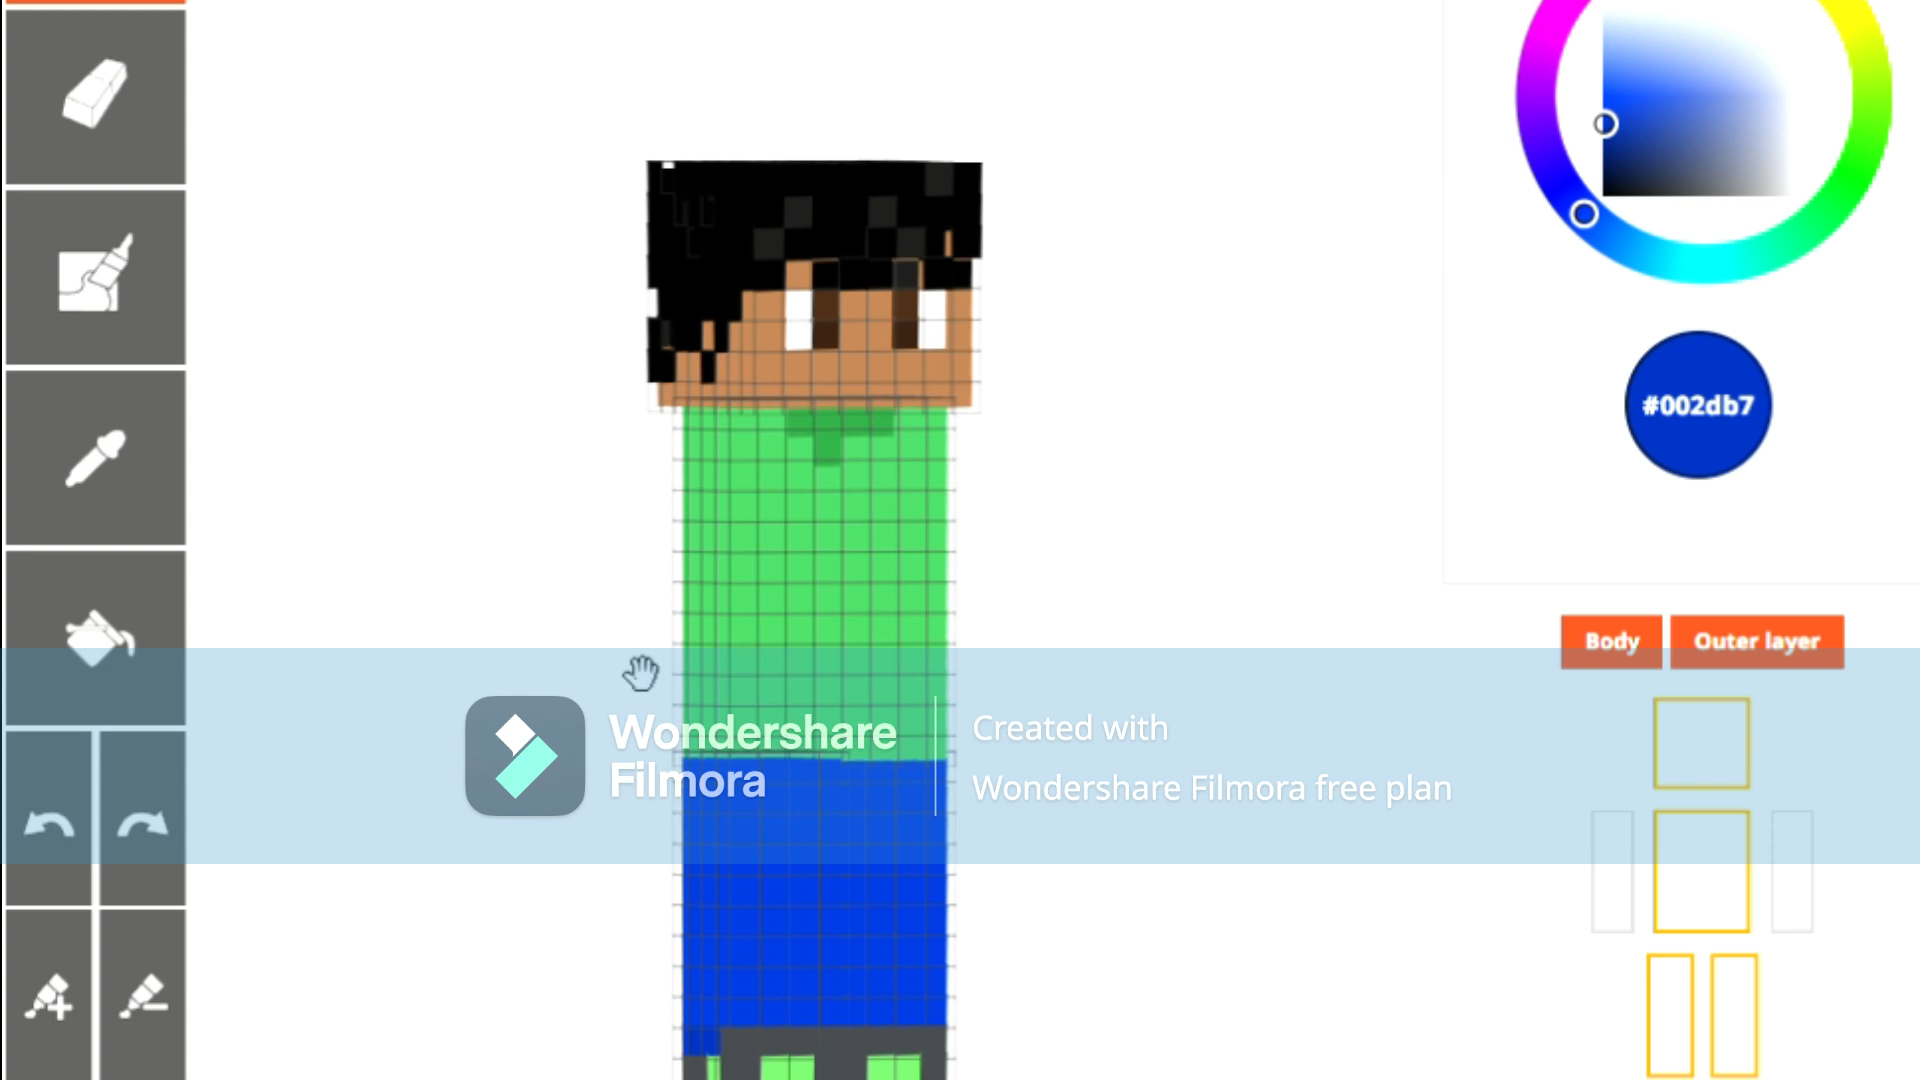 #002db7
Body
Outer layer
Wondershare
Filmora
Created with
Wondershare Filmora free plan